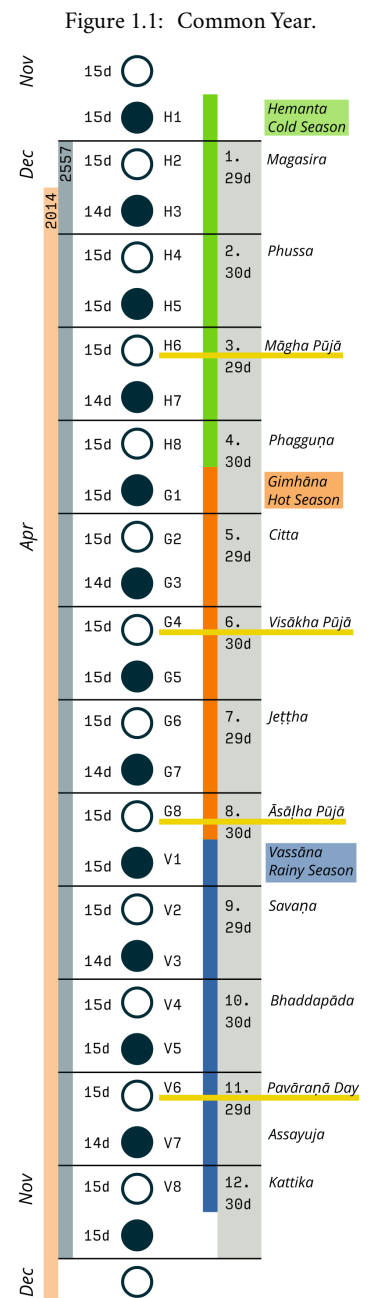 Figure 1.1: Common Year.
Nov
15d
15d H1 Hemanta
Cold Season
Dec
2557
2014
15d H2 1. Magasira
29d
14d H3
15d H4 2. Phussa
30d
15d H5
15d H6 3. Māgha Pūjā
29d
14d H7
15d H8 4. Phagguṇa
30d
15d G1 Gimhāna
Hot Season
Apr
15d G2 5. Citta
29d
14d G3
15d G4 6. Visākha Pūjā
30d
15d G5
15d G6 7. Jeṭṭha
29d
14d G7
15d G8 8. Āsāḷha Pūjā
30d
15d V1 Vassāna
Rainy Season
15d V2 9. Savaṇa
29d
14d V3
15d V4 10. Bhaddapāda
30d
15d V5
15d V6 11. Pavāraṇā Day
29d
14d V7 Assayuja
Nov
15d V8 12. Kattika
30d
15d
Dec